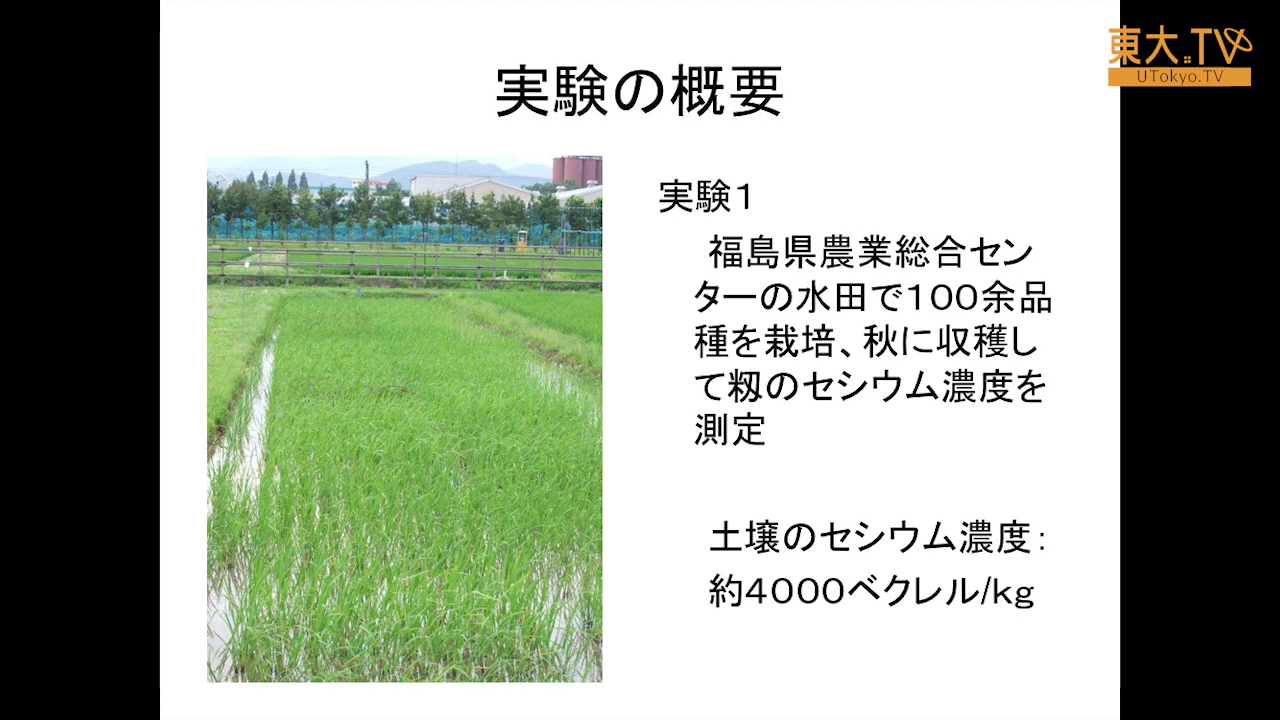 東大.TV
UTokyo.TV
実験の概要
実験１
福島県農業総合セン
ターの水田で１００余品
種を栽培、秋に収穫し
て籾のセシウム濃度を
測定
土壌のセシウム濃度：
約４０００ベクレル/kg